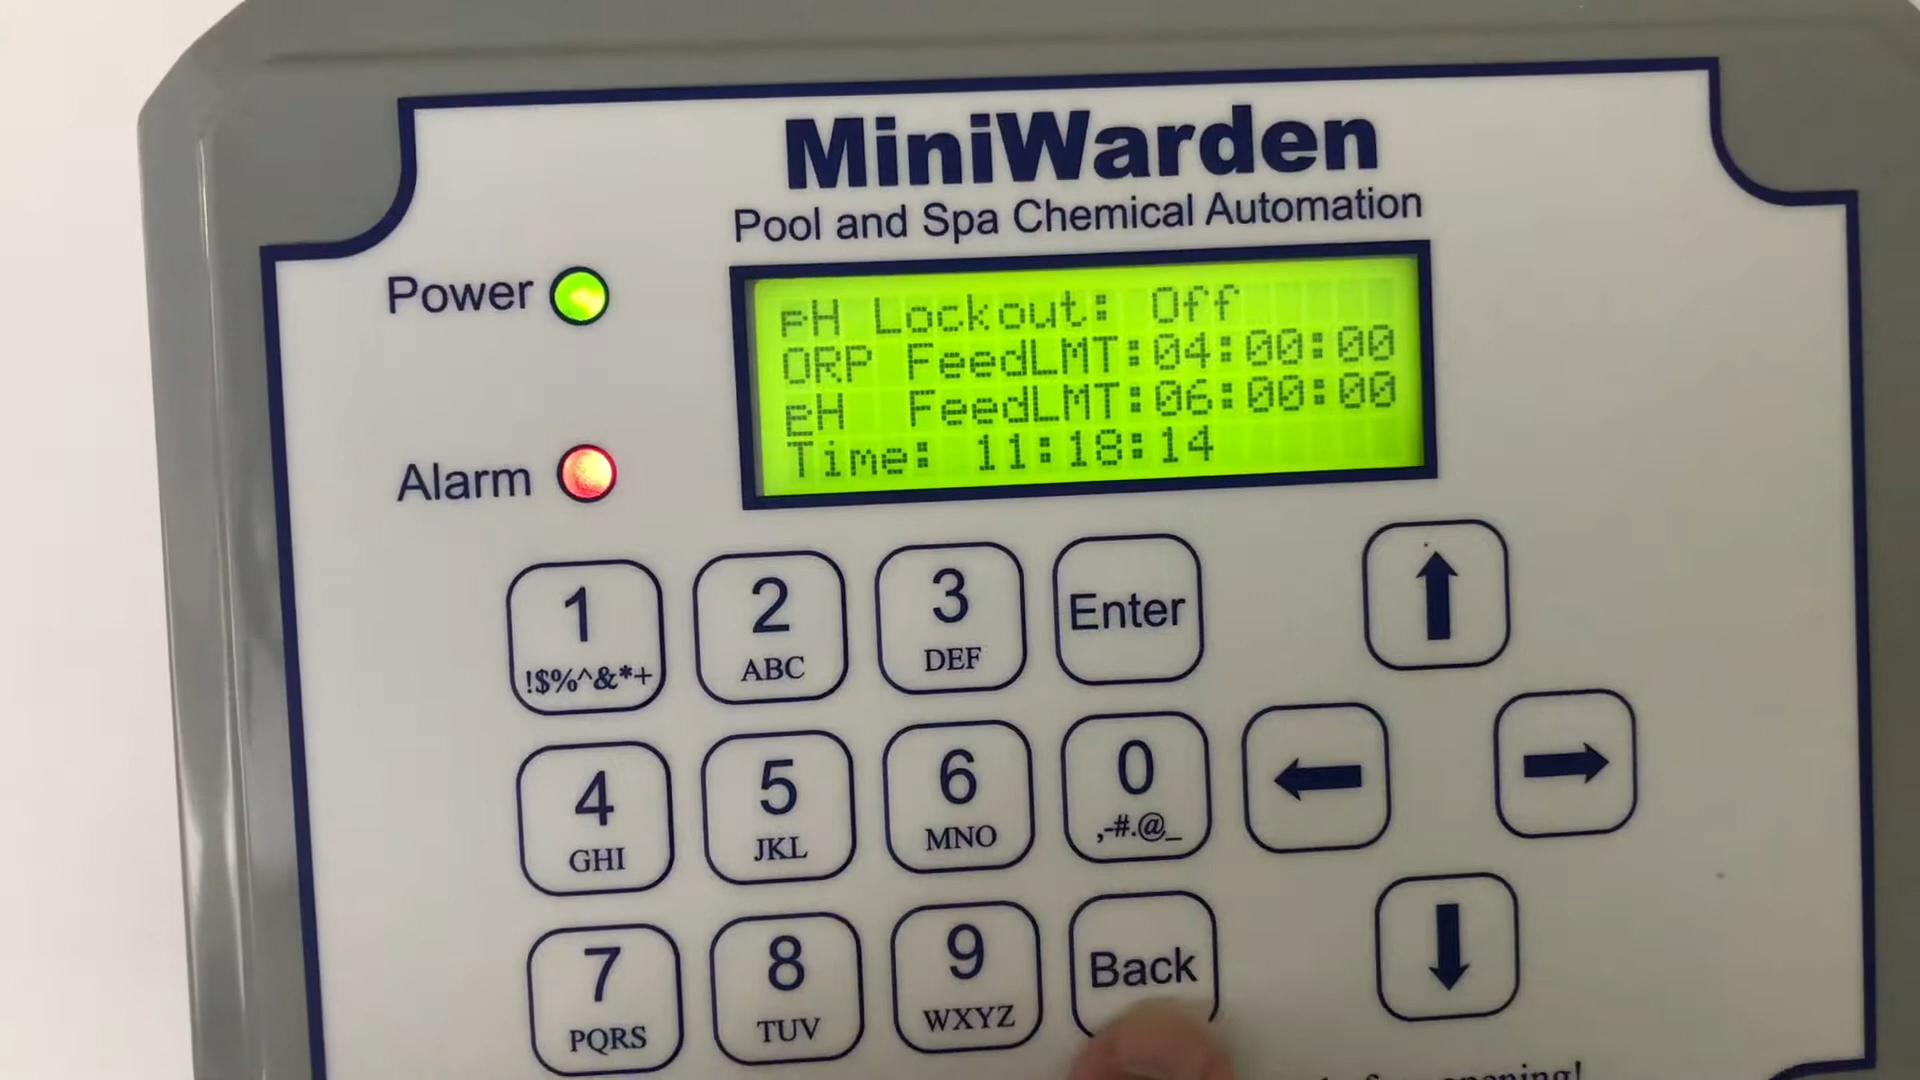 MiniWarden
Pool and Spa Chemical Automation
Power
pH Lockout: Off
ORP FeedLMT:04:00:00
pH FeedLMT:06:00:00
Time: 11:18:14
Alarm
1 2 3 Enter
!$%^&*+ ABC DEF
4 5 6 0
GHI JKL MNO ,-#.@_
7 8 9 Back
PQRS TUV WXYZ
opening!